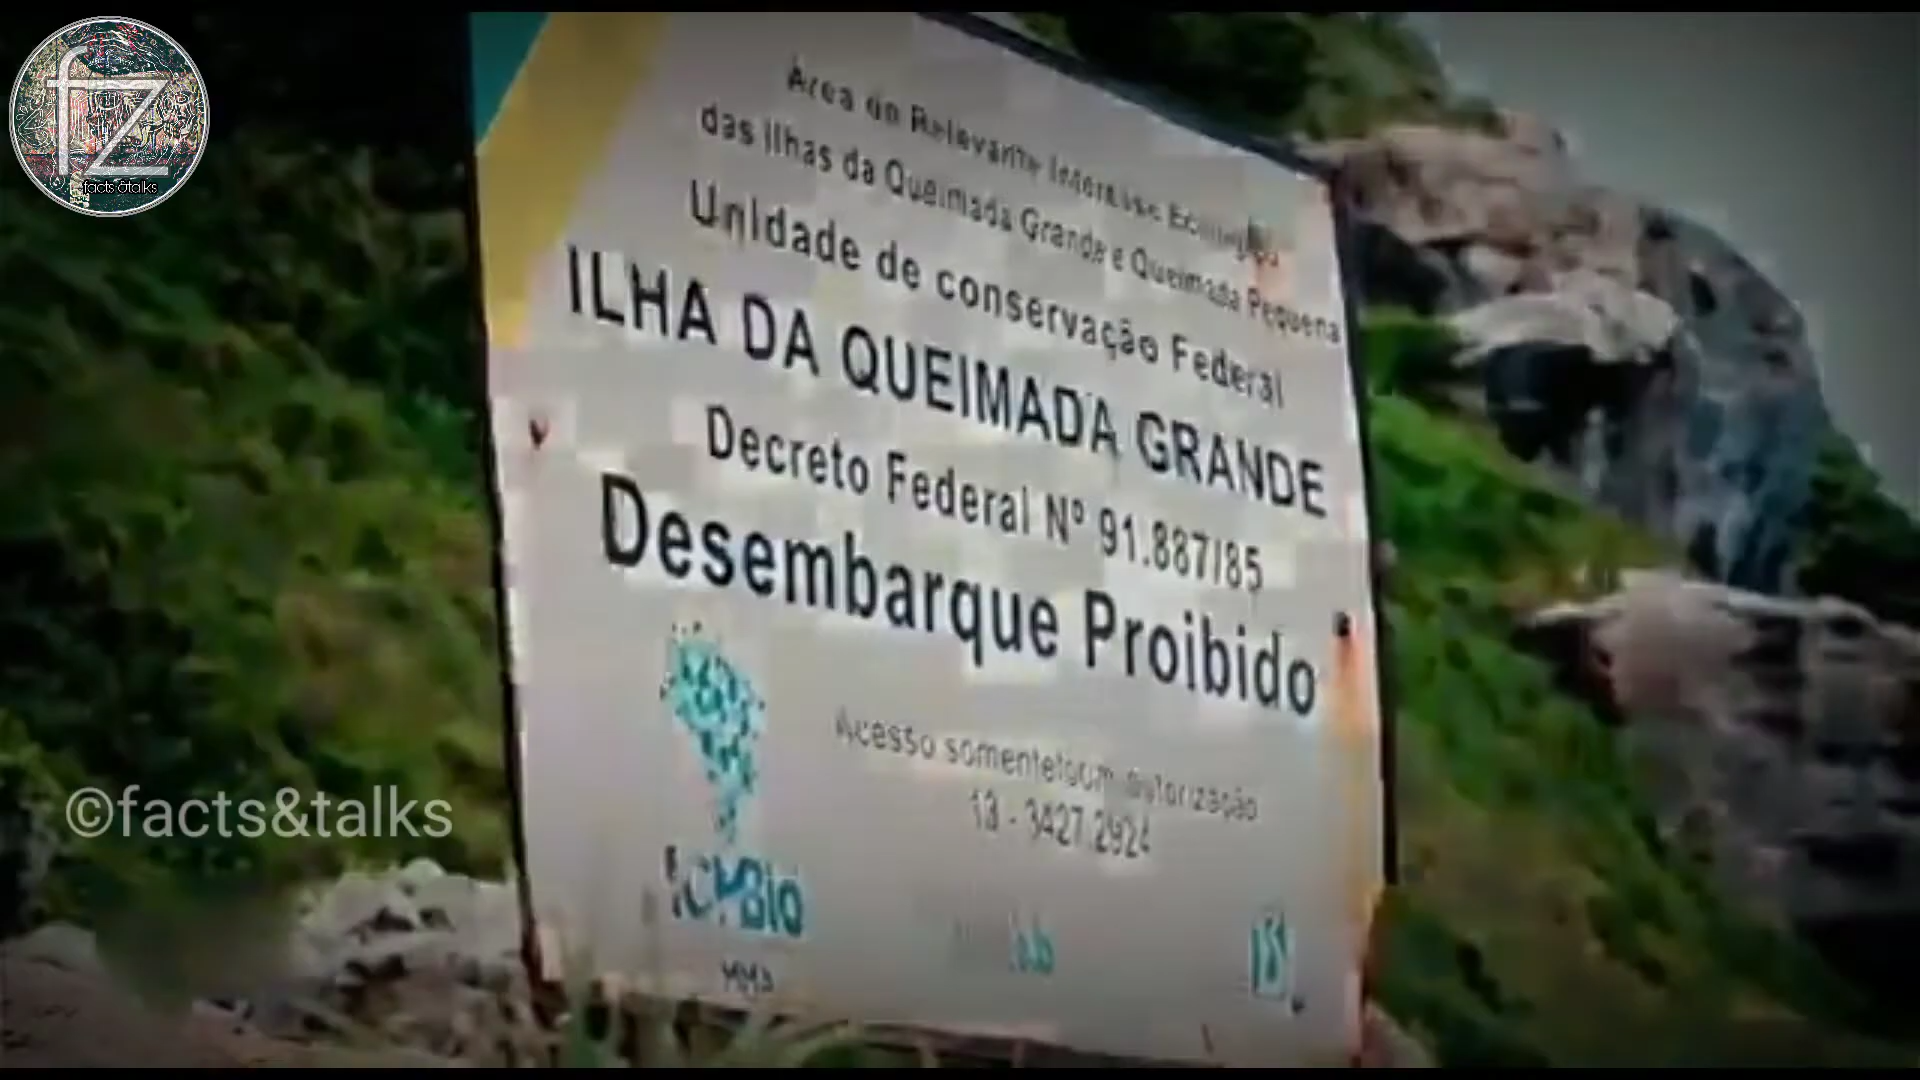 fz
facts &talks
Área de Relevante Interesse Ecológico
das Ilhas da Queimada Grande e Queimada Pequena
Unidade de conservação Federal
ILHA DA QUEIMADA GRANDE
Decreto Federal Nº 91.887/85
Desembarque Proibido
Acesso somente com autorização
13 - 3427.2924
ICMBio
MMA
©facts&talks